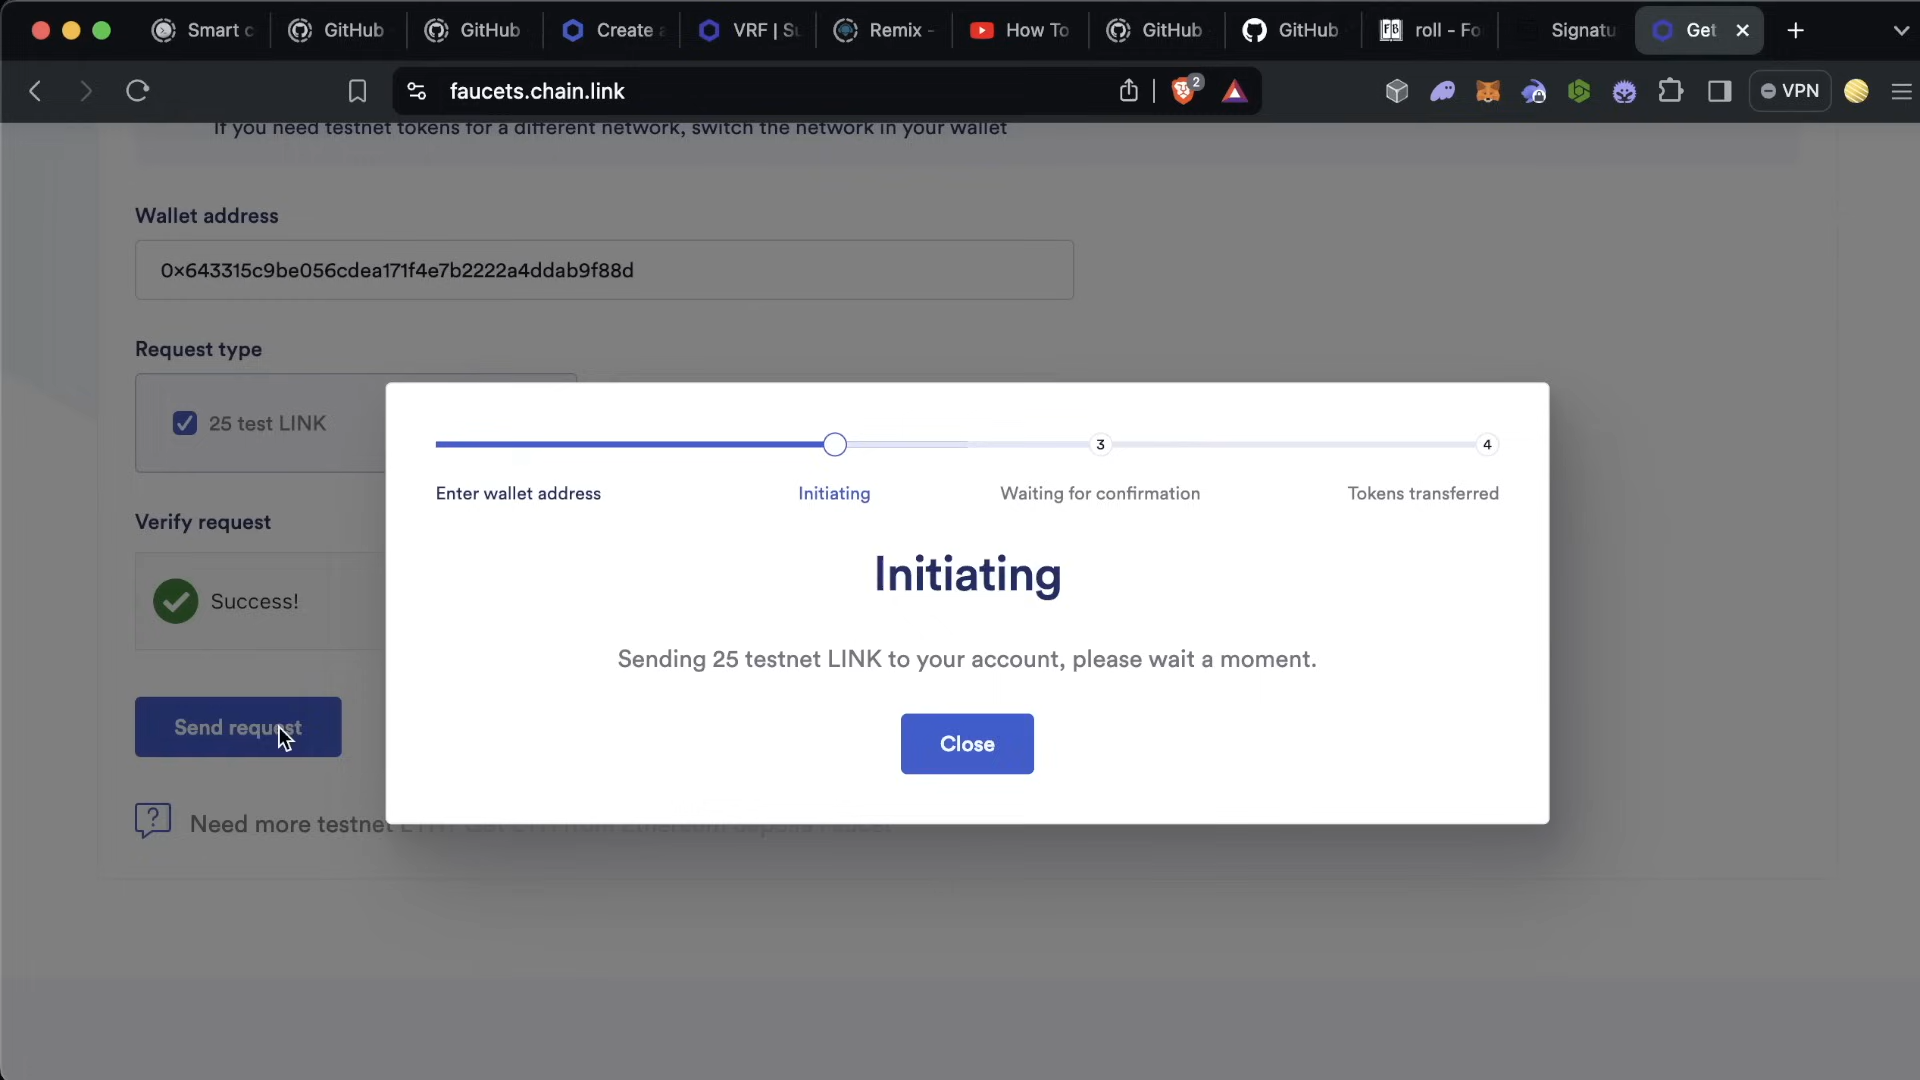 Smart c
GitHub
GitHub
Create a
VRF | Su
Remix -
How To
GitHub
GitHub
roll - Fo
Signatu
Get
faucets.chain.link
2
VPN
If you need testnet tokens for a different network, switch the network in your wallet
Wallet address
0x643315c9be056cdea171f4e7b2222a4ddab9f88d
Request type
25 test LINK
3
4
Enter wallet address
Initiating
Waiting for confirmation
Tokens transferred
Verify request
Initiating
Success!
Sending 25 testnet LINK to your account, please wait a moment.
Send request
Close
Need more testnet